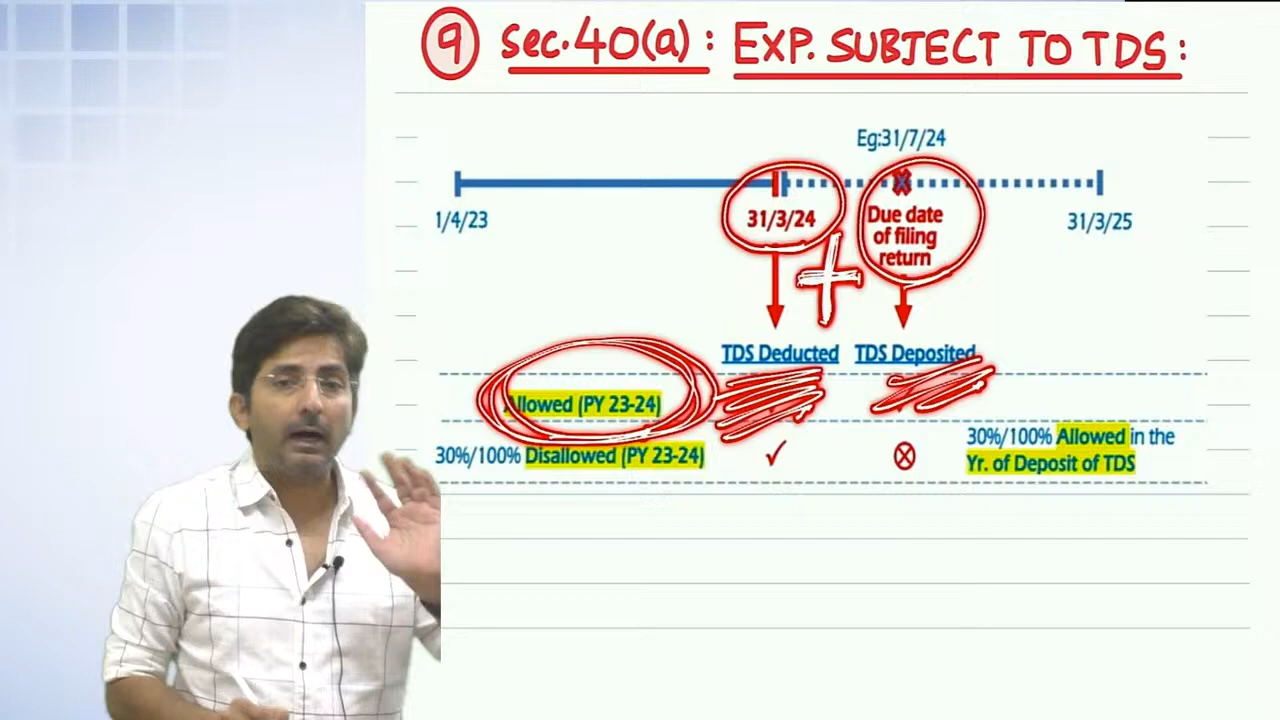 9 Sec.40(a): EXP. SUBJECT TO TDS:
Eg:31/7/24
1/4/23
31/3/24
Due date
of filing
return
31/3/25
TDS Deducted
TDS Deposited
Allowed (PY 23-24)
30%/100% Disallowed (PY 23-24)
✓
30%/100% Allowed in the
Yr. of Deposit of TDS